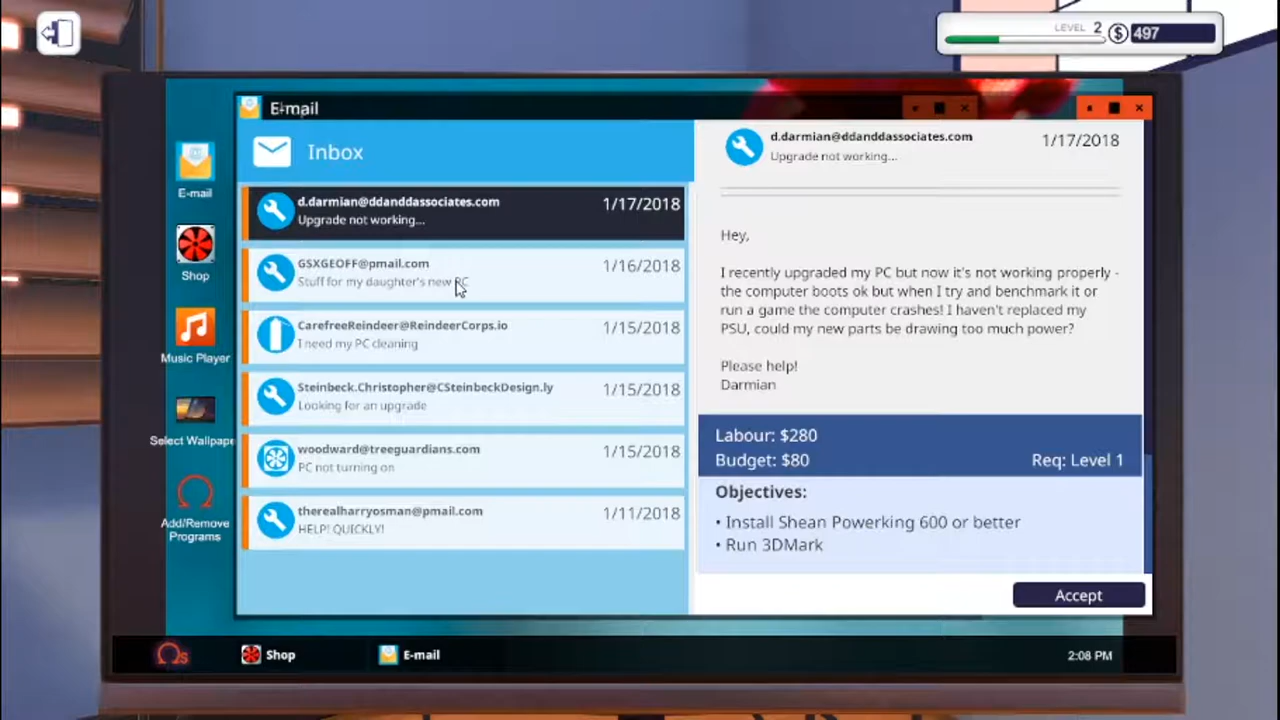 LEVEL 2
$ 497
E-mail
Inbox
d.darmian@ddanddassociates.com 1/17/2018
Upgrade not working...
GSXGEOFF@pmail.com 1/16/2018
Stuff for my daughter's new PC
CarefreeReindeer@ReindeerCorps.io 1/15/2018
I need my PC cleaning
Steinbeck.Christopher@CSteinbeckDesign.ly 1/15/2018
Looking for an upgrade
woodward@treeguardians.com 1/15/2018
PC not turning on
therealharryosman@pmail.com 1/11/2018
HELP! QUICKLY!
d.darmian@ddanddassociates.com 1/17/2018
Upgrade not working...
Hey,
I recently upgraded my PC but now it's not working properly -
the computer boots ok but when I try and benchmark it or
run a game the computer crashes! I haven't replaced my
PSU, could my new parts be drawing too much power?
Please help!
Darmian
Labour: $280
Budget: $80 Req: Level 1
Objectives:
• Install Shean Powerking 600 or better
• Run 3DMark
Accept
E-mail
Shop
Music Player
Select Wallpape
Add/Remove
Programs
Ωs Shop E-mail 2:08 PM